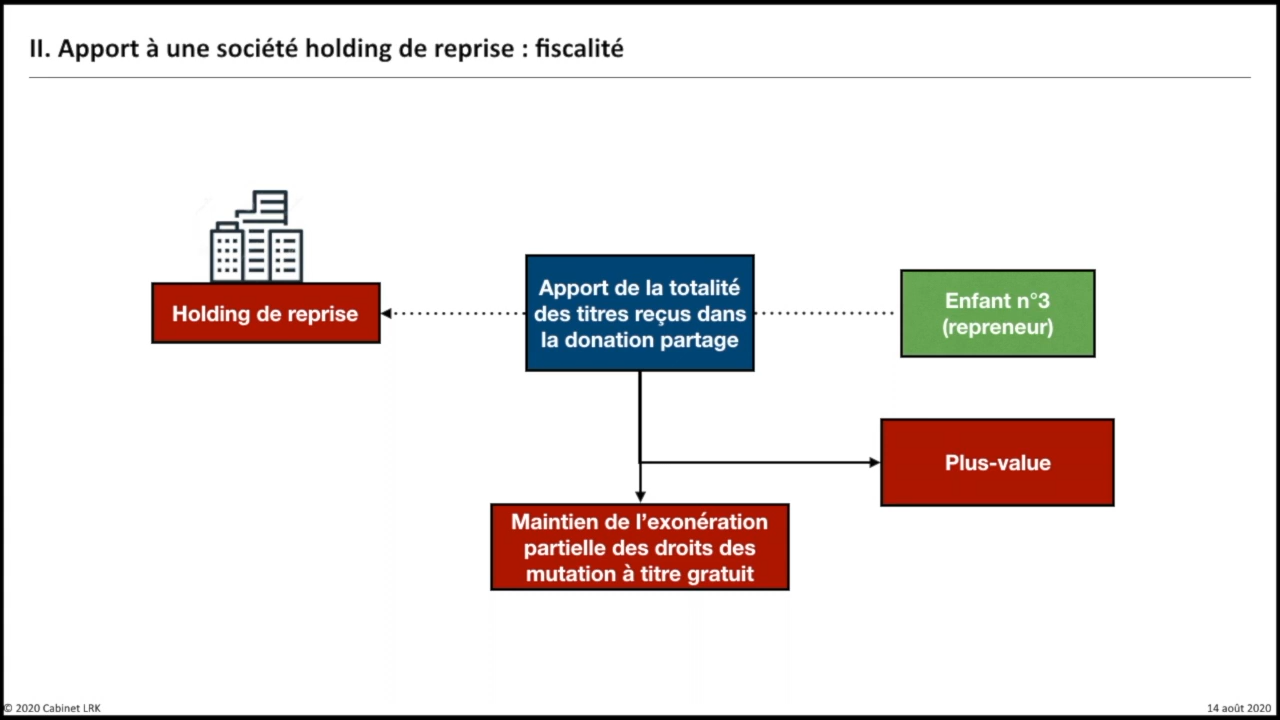 II. Apport à une société holding de reprise : fiscalité
Holding de reprise
Apport de la totalité
des titres reçus dans
la donation partage
Enfant n°3
(repreneur)
Plus-value
Maintien de l'exonération
partielle des droits des
mutation à titre gratuit
© 2020 Cabinet LRK
14 août 2020